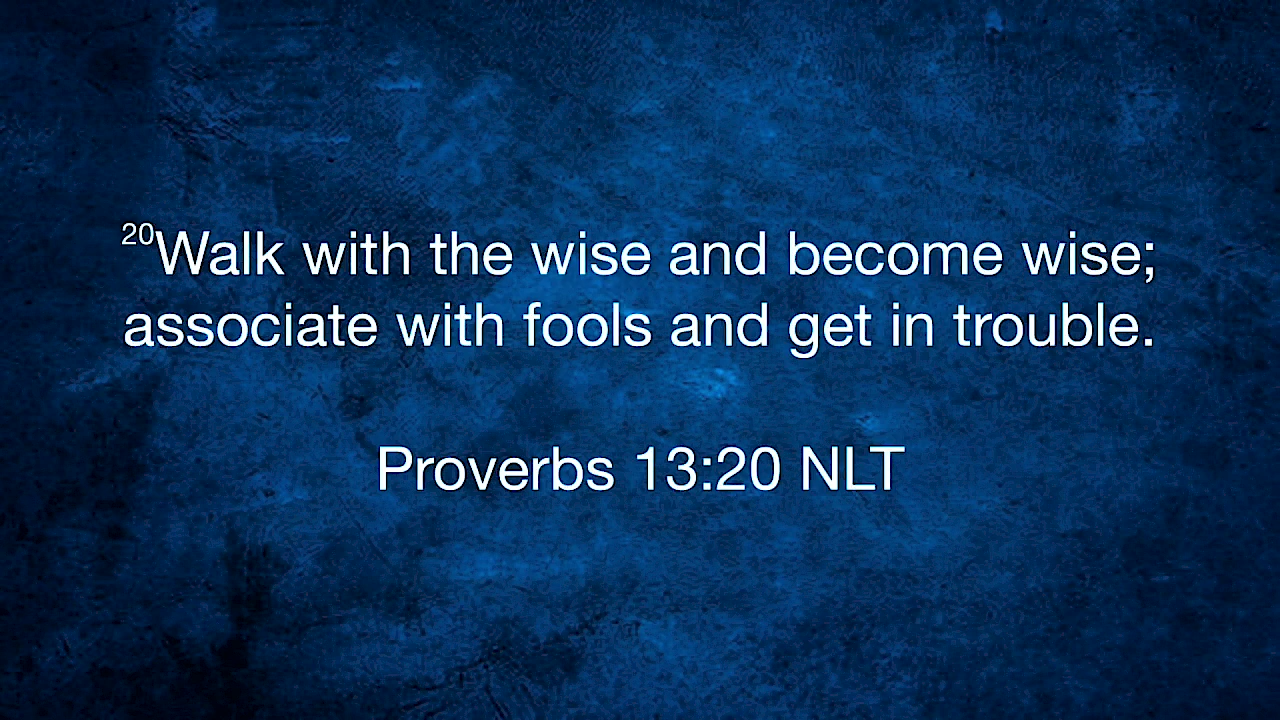 20Walk with the wise and become wise;
associate with fools and get in trouble.
Proverbs 13:20 NLT